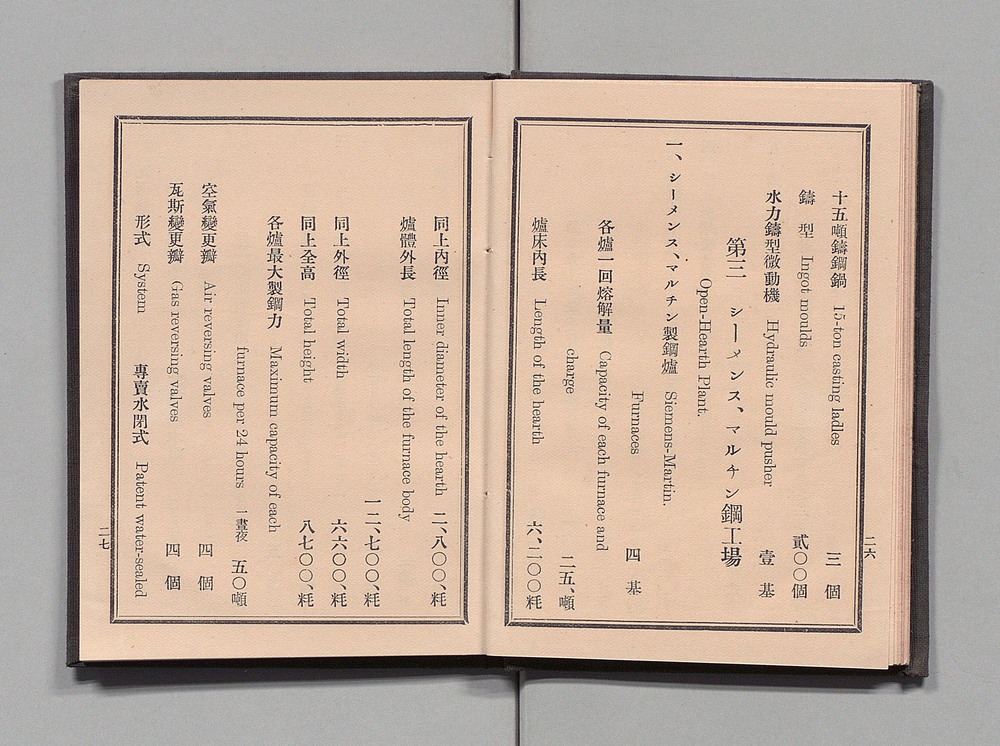 十五噸鑄鋼鍋 15-ton casting ladles 三個
鑄型 Ingot moulds 貳〇〇個
水力鑄型微動機 Hydraulic mould pusher 壹基
第三 シーメンス、マルチン鋼工場
Open-Hearth Plant.
一、シーメンス、マルチン製鋼爐 Siemens-Martin.
Furnaces 四基
各爐一回熔解量 Capacity of each furnace and
charge 二五、噸
爐床內長 Length of the hearth 六、二〇〇粍
二六
同上內徑 Inner diameter of the hearth 二、八〇〇、粍
爐體外長 Total length of the furnace body
一二、七〇〇、粍
同上外徑 Total width 六六〇〇、粍
同上全高 Total height 八七〇〇、粍
各爐最大製鋼力 Maximum capacity of each
furnace per 24 hours 一晝夜 五〇噸
空氣變更瓣 Air reversing valves 四個
瓦斯變更瓣 Gas reversing valves 四個
形式 System 專賣水閉式 Patent water-sealed
二七